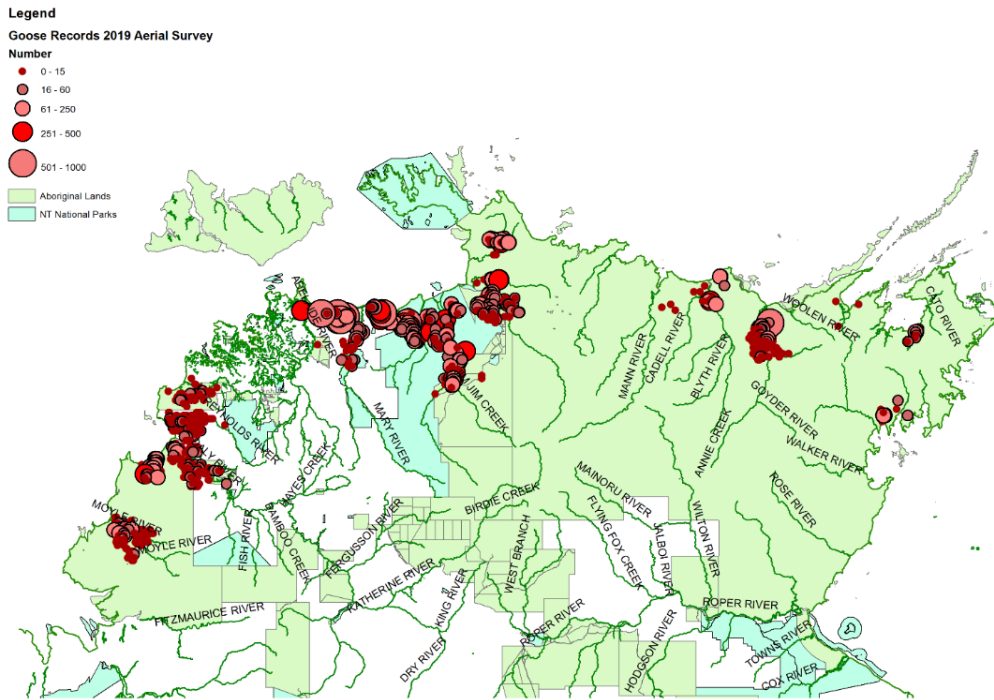 Legend
Goose Records 2019 Aerial Survey
Number
0 - 15
16 - 60
61 - 250
251 - 500
501 - 1000
Aboriginal Lands
NT National Parks
WOOLEN RIVER
CATO RIVER
MANN RIVER
CADELL RIVER
BLYTH RIVER
JIM CREEK
MARY RIVER
REYNOLDS RIVER
GOYDER RIVER
ANNIE CREEK
WALKER RIVER
HAYES CREEK
MAINORU RIVER
ROSE RIVER
BIRDIE CREEK
MOYLE RIVER
MOYLE RIVER
FISH RIVER
BAMBOO CREEK
FERGUSSON RIVER
FLYING FOX CREEK
JALBOI RIVER
WILTON RIVER
WEST BRANCH
KATHERINE RIVER
KING RIVER
FITZMAURICE RIVER
ROPER RIVER
ROPER RIVER
DRY RIVER
HODGSON RIVER
TOWNS RIVER
COX RIVER